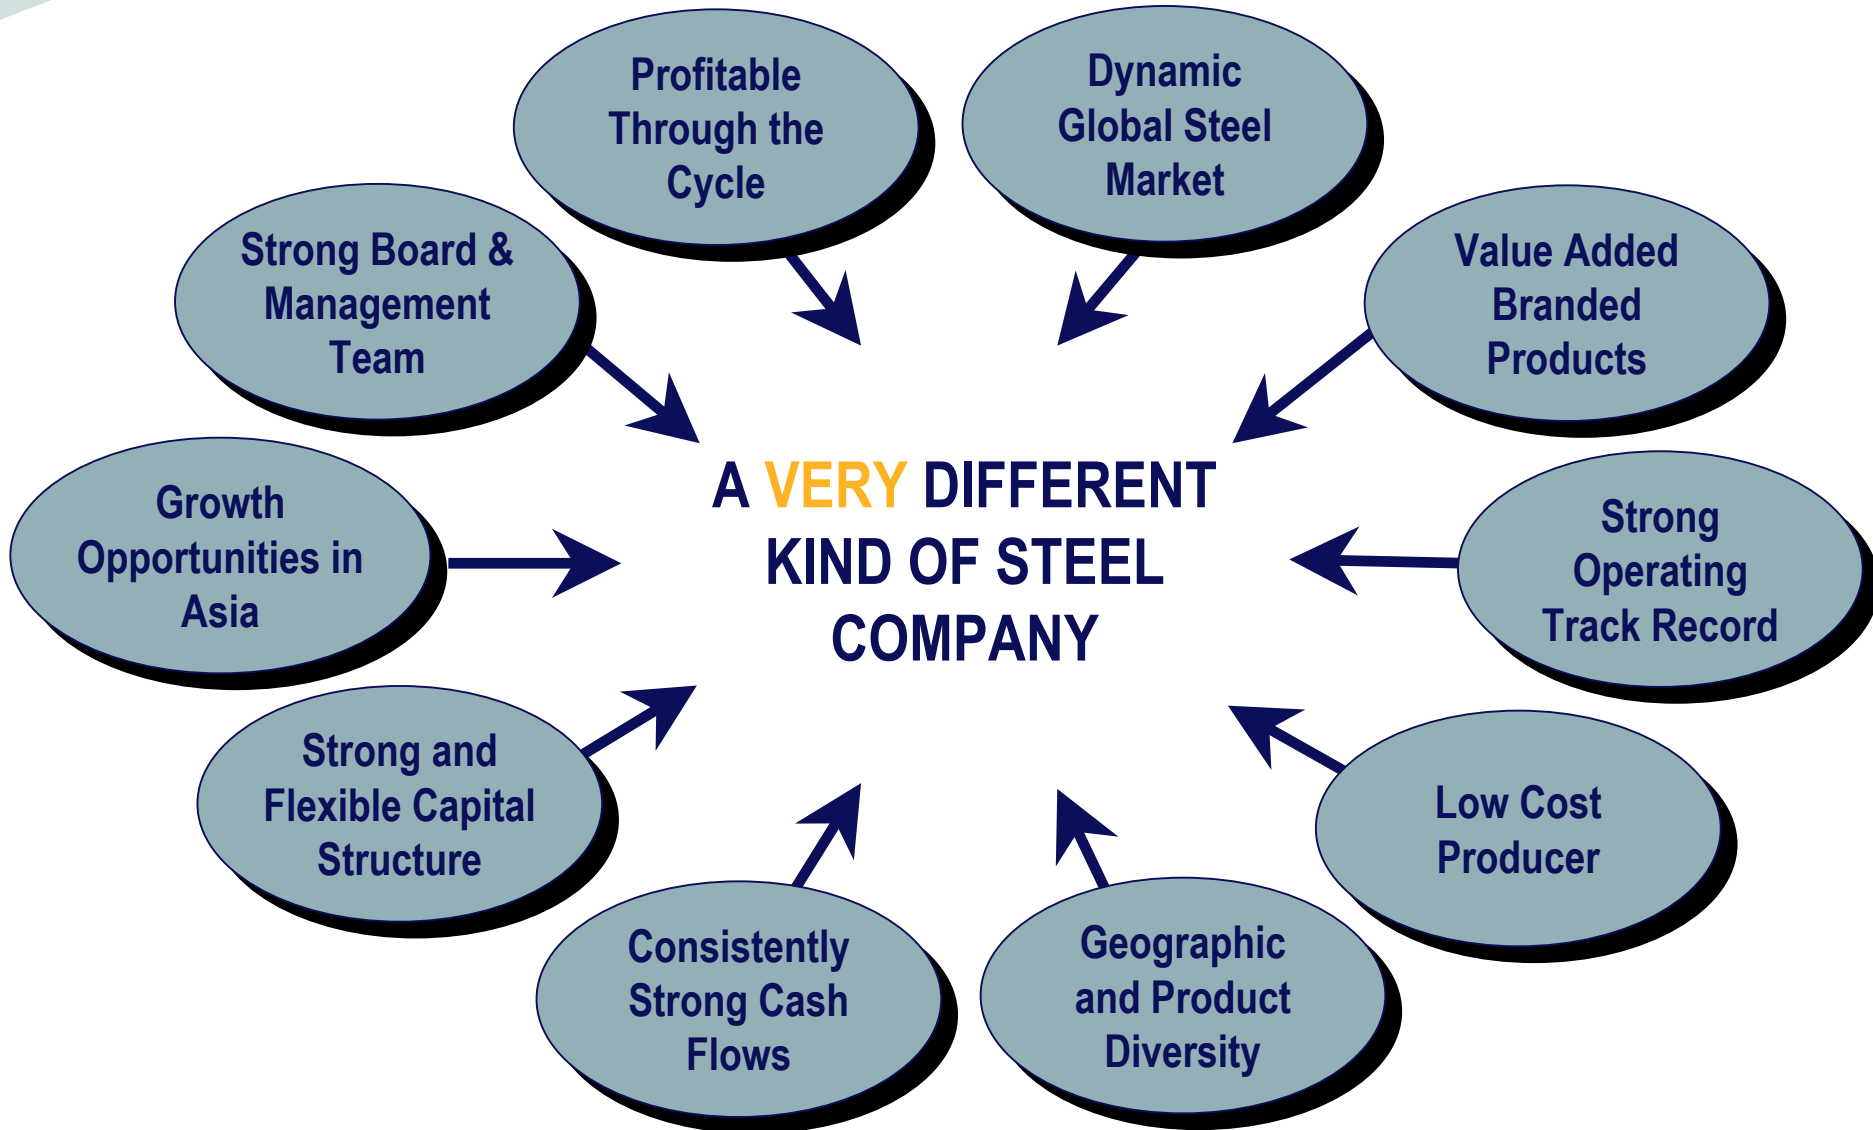 Profitable
Through the
Cycle
Dynamic
Global Steel
Market
Strong Board &
Management
Team
Value Added
Branded
Products
Growth
Opportunities in
Asia
A VERY DIFFERENT
KIND OF STEEL
COMPANY
Strong
Operating
Track Record
Strong and
Flexible Capital
Structure
Low Cost
Producer
Consistently
Strong Cash
Flows
Geographic
and Product
Diversity